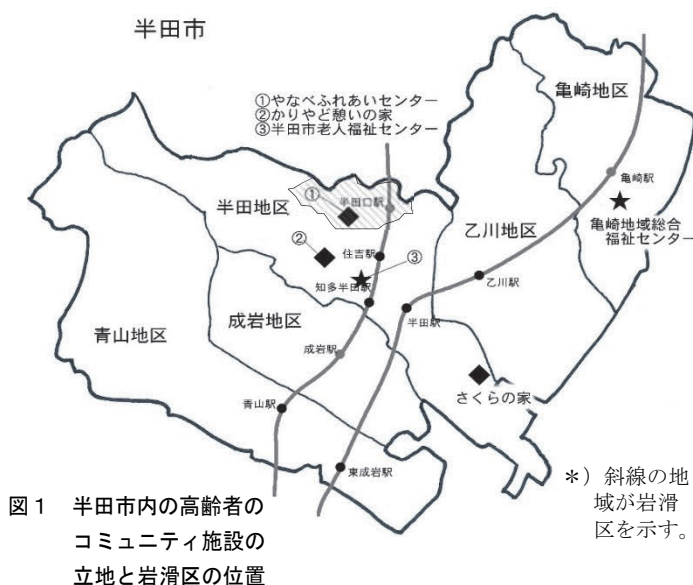 半田市
①やなべふれあいセンター
②かりやど憩いの家
③半田市老人福祉センター
亀崎地区
亀崎駅
亀崎地域総合
福祉センター
半田地区
①
半田口駅
乙川地区
②
住吉駅
③
知多半田駅
乙川駅
半田駅
青山地区
成岩地区
成岩駅
青山駅
さくらの家
東成岩駅
*）斜線の地
域が岩滑
区を示す。
図1 半田市内の高齢者の
コミュニティ施設の
立地と岩滑区の位置